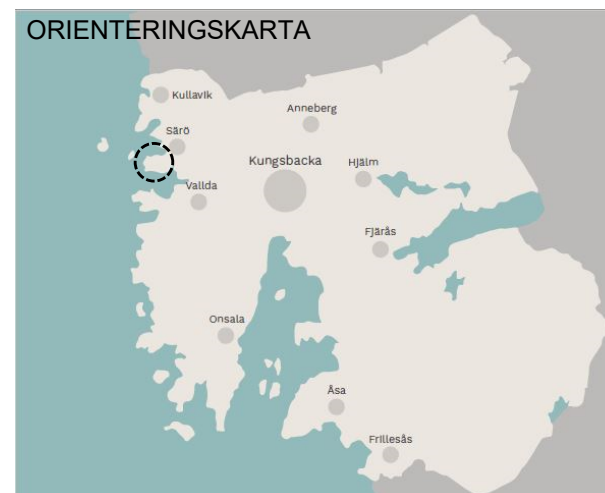 ORIENTERINGSKARTA
Kullavik
Anneberg
Särö
Kungsbacka
Hjälm
Vallda
Fjärås
Onsala
Åsa
Frillesås